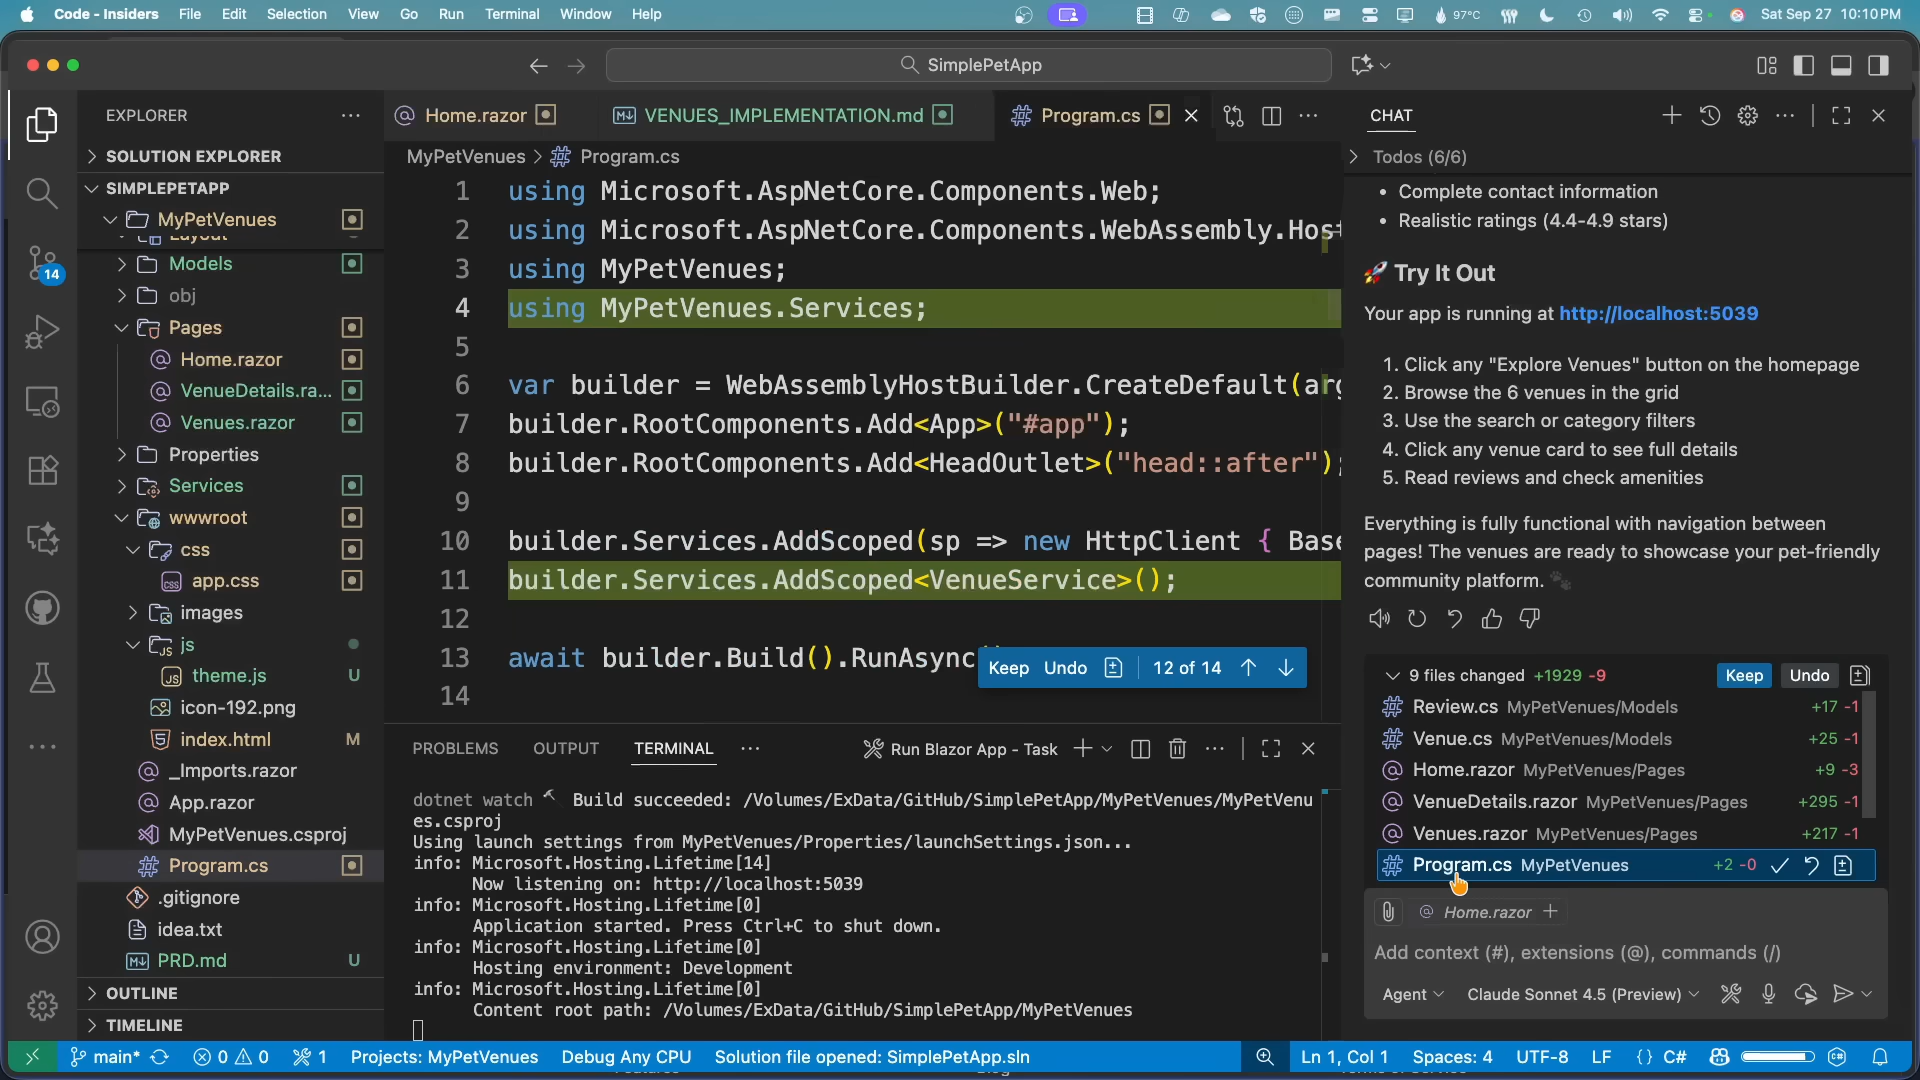 Code - Insiders File Edit Selection View Go Run Terminal Window Help 97°C Sat Sep 27 10:10 PM
SimplePetApp
EXPLORER
SOLUTION EXPLORER
SIMPLEPETAPP
MyPetVenues
Models
obj
Pages
Home.razor
VenueDetails.ra...
Venues.razor
Properties
Services
wwwroot
css
app.css
images
js
theme.js U
icon-192.png
index.html M
_Imports.razor
App.razor
MyPetVenues.csproj
Program.cs
.gitignore
idea.txt
PRD.md U
OUTLINE
TIMELINE
14
Home.razor VENUES_IMPLEMENTATION.md Program.cs
MyPetVenues > Program.cs
1 using Microsoft.AspNetCore.Components.Web;
2 using Microsoft.AspNetCore.Components.WebAssembly.Host
3 using MyPetVenues;
4 using MyPetVenues.Services;
5
6 var builder = WebAssemblyHostBuilder.CreateDefault(arg
7 builder.RootComponents.Add<App>("#app");
8 builder.RootComponents.Add<HeadOutlet>("head::after");
9
10 builder.Services.AddScoped(sp => new HttpClient { Base
11 builder.Services.AddScoped<VenueService>();
12
13 await builder.Build().RunAsync()
14
Keep Undo 12 of 14
PROBLEMS OUTPUT TERMINAL Run Blazor App - Task
dotnet watch Build succeeded: /Volumes/ExData/GitHub/SimplePetApp/MyPetVenues/MyPetVenu
es.csproj
Using launch settings from MyPetVenues/Properties/launchSettings.json...
info: Microsoft.Hosting.Lifetime[14]
Now listening on: http://localhost:5039
info: Microsoft.Hosting.Lifetime[0]
Application started. Press Ctrl+C to shut down.
info: Microsoft.Hosting.Lifetime[0]
Hosting environment: Development
info: Microsoft.Hosting.Lifetime[0]
Content root path: /Volumes/ExData/GitHub/SimplePetApp/MyPetVenues
CHAT
Todos (6/6)
• Complete contact information
• Realistic ratings (4.4-4.9 stars)
🚀 Try It Out
Your app is running at http://localhost:5039
1. Click any "Explore Venues" button on the homepage
2. Browse the 6 venues in the grid
3. Use the search or category filters
4. Click any venue card to see full details
5. Read reviews and check amenities
Everything is fully functional with navigation between
pages! The venues are ready to showcase your pet-friendly
community platform. 🐾
9 files changed +1929 -9 Keep Undo
Review.cs MyPetVenues/Models +17 -1
Venue.cs MyPetVenues/Models +25 -1
Home.razor MyPetVenues/Pages +9 -3
VenueDetails.razor MyPetVenues/Pages +295 -1
Venues.razor MyPetVenues/Pages +217 -1
Program.cs MyPetVenues +2 -0
Home.razor
Add context (#), extensions (@), commands (/)
Agent Claude Sonnet 4.5 (Preview)
main* 0 0 1 Projects: MyPetVenues Debug Any CPU Solution file opened: SimplePetApp.sln Ln 1, Col 1 Spaces: 4 UTF-8 LF {} C#